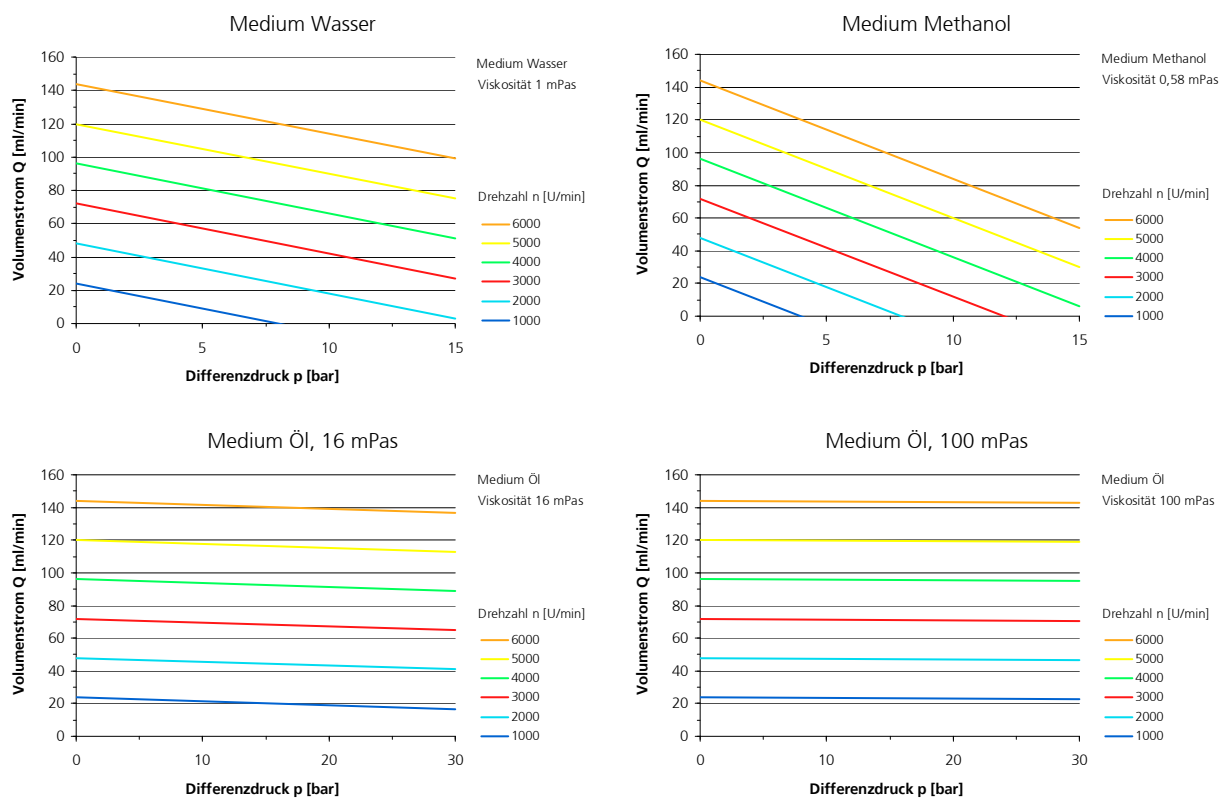 Medium Wasser
160
140
120
100
80
60
40
20
0
0 5 10 15
Volumenstrom Q [ml/min]
Differenzdruck p [bar]
Medium Wasser
Viskosität 1 mPas
Drehzahl n [U/min]
6000
5000
4000
3000
2000
1000
Medium Methanol
160
140
120
100
80
60
40
20
0
0 5 10 15
Volumenstrom Q [ml/min]
Differenzdruck p [bar]
Medium Methanol
Viskosität 0,58 mPas
Drehzahl n [U/min]
6000
5000
4000
3000
2000
1000
Medium Öl, 16 mPas
160
140
120
100
80
60
40
20
0
0 10 20 30
Volumenstrom Q [ml/min]
Differenzdruck p [bar]
Medium Öl
Viskosität 16 mPas
Drehzahl n [U/min]
6000
5000
4000
3000
2000
1000
Medium Öl, 100 mPas
160
140
120
100
80
60
40
20
0
0 10 20 30
Volumenstrom Q [ml/min]
Differenzdruck p [bar]
Medium Öl
Viskosität 100 mPas
Drehzahl n [U/min]
6000
5000
4000
3000
2000
1000